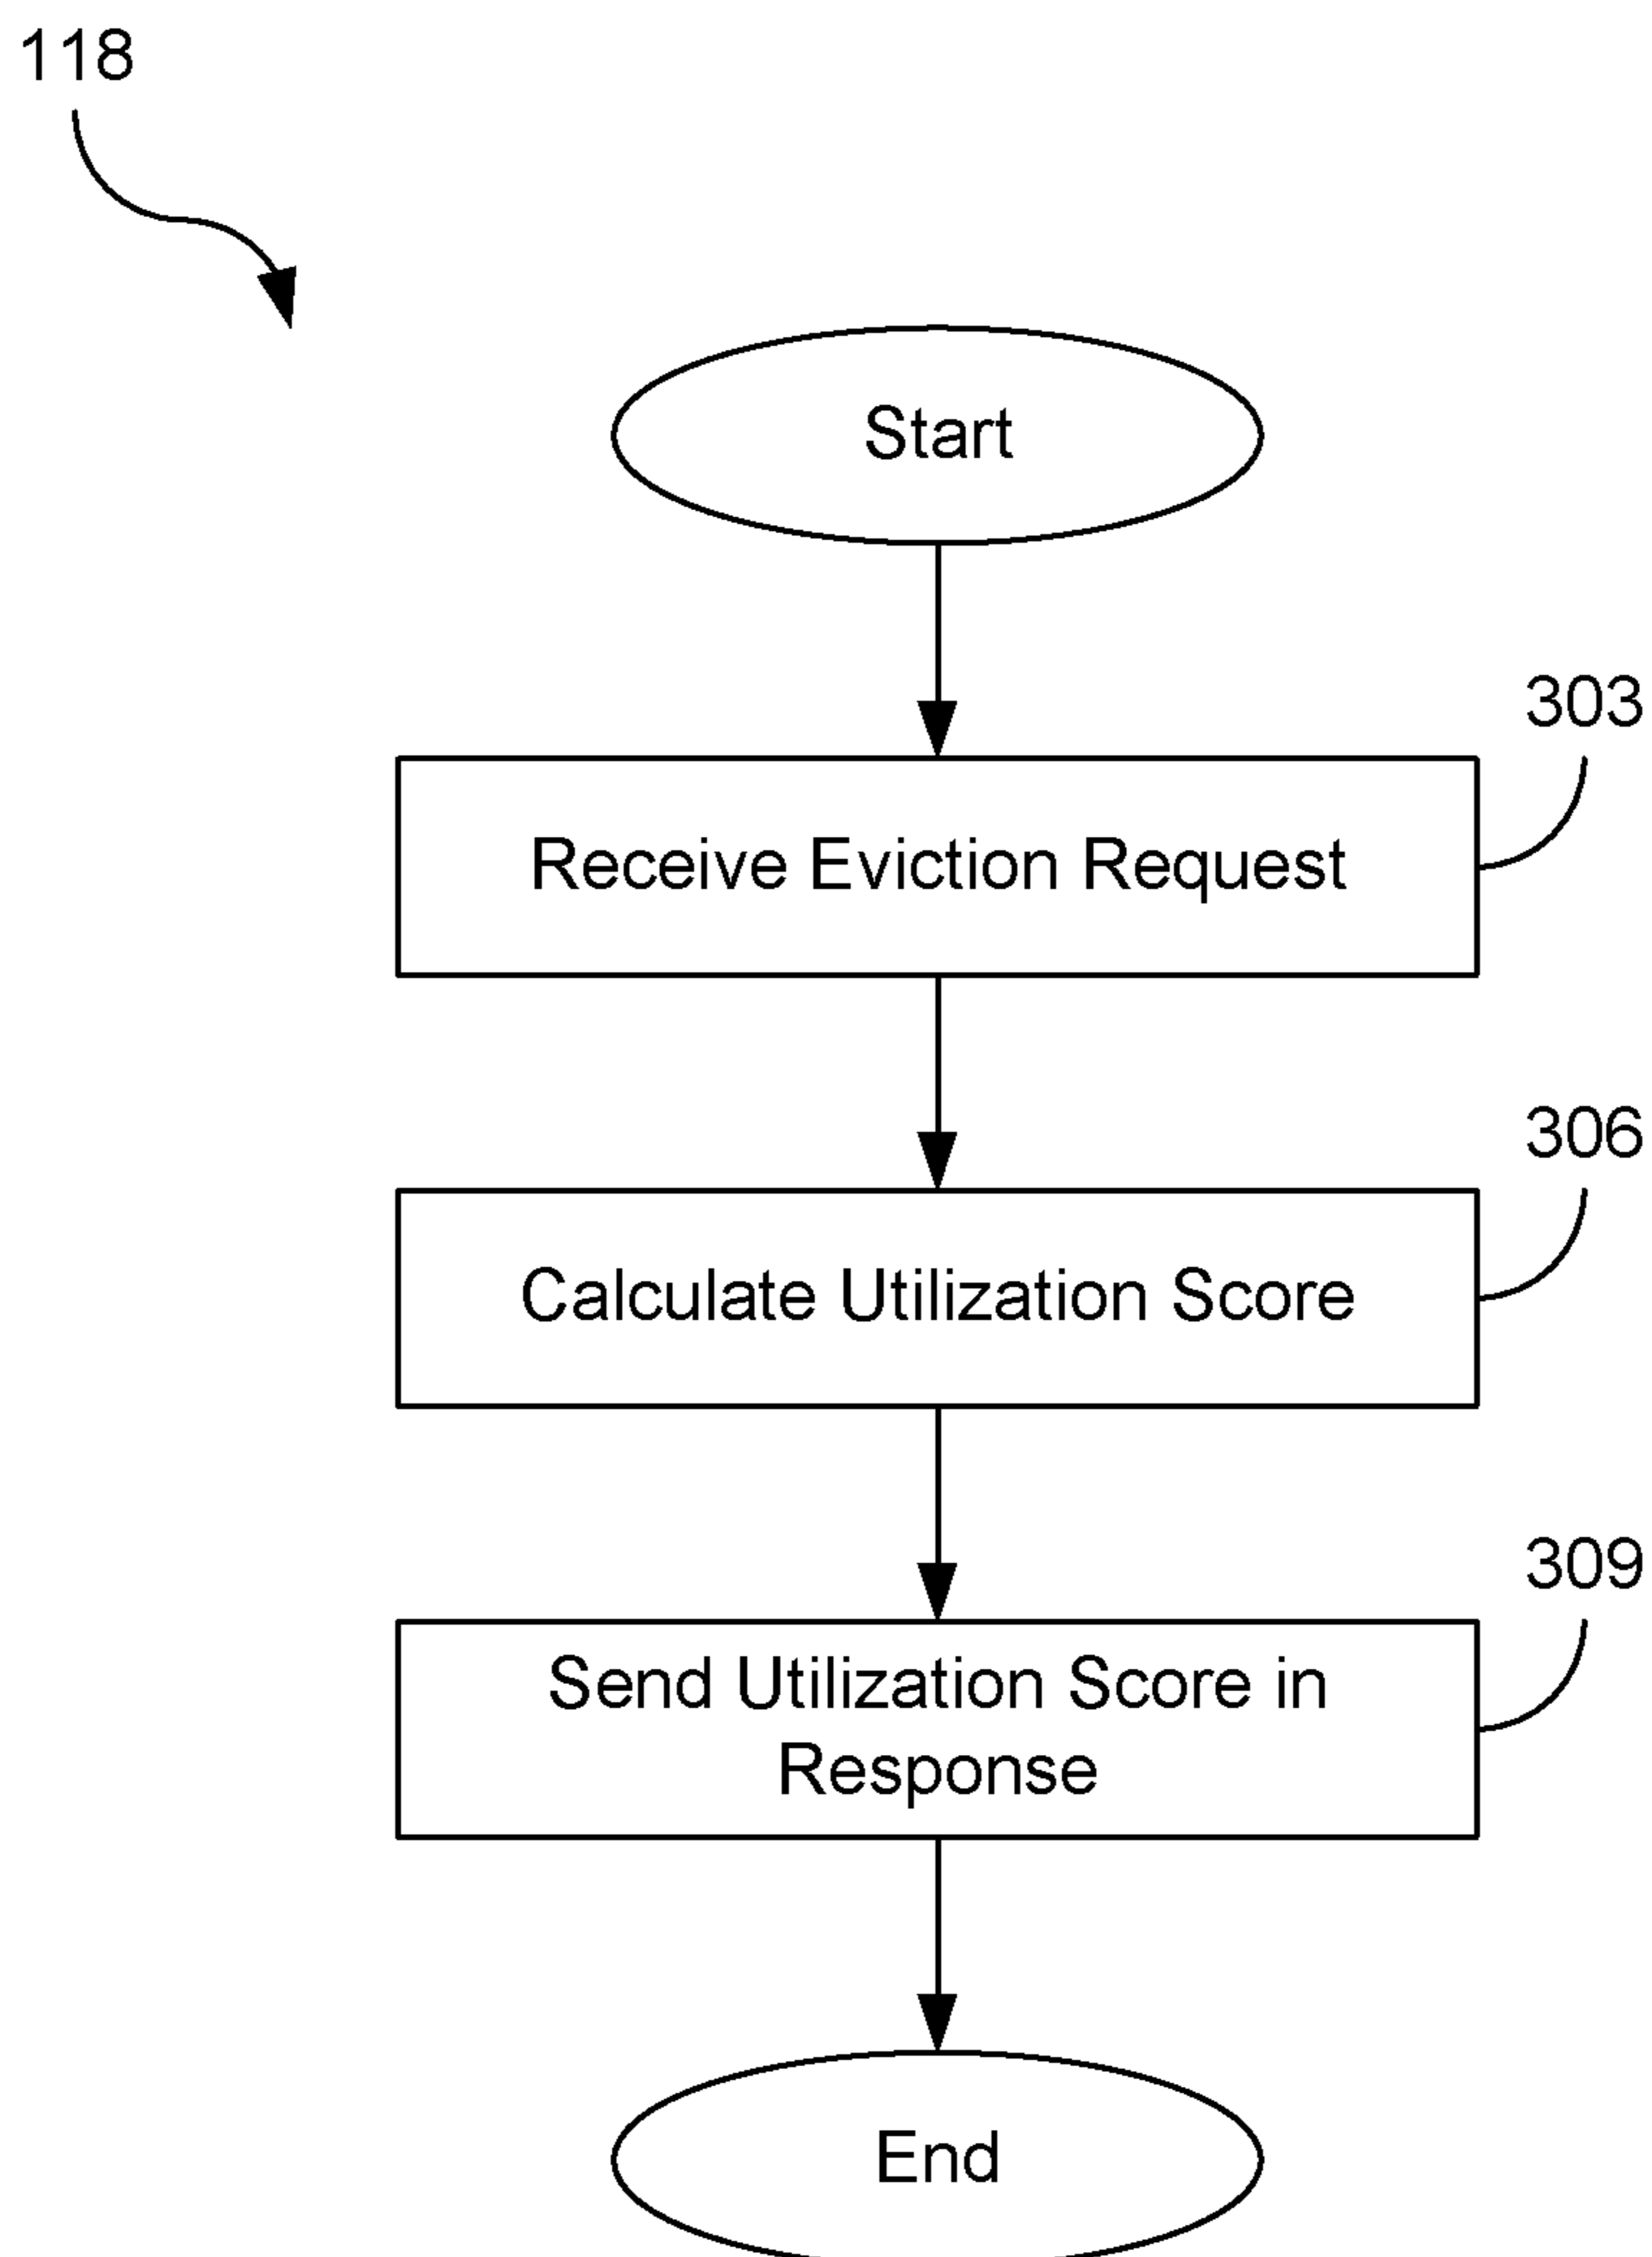 118
Start
303
Receive Eviction Request
306
Calculate Utilization Score
309
Send Utilization Score in
Response
End